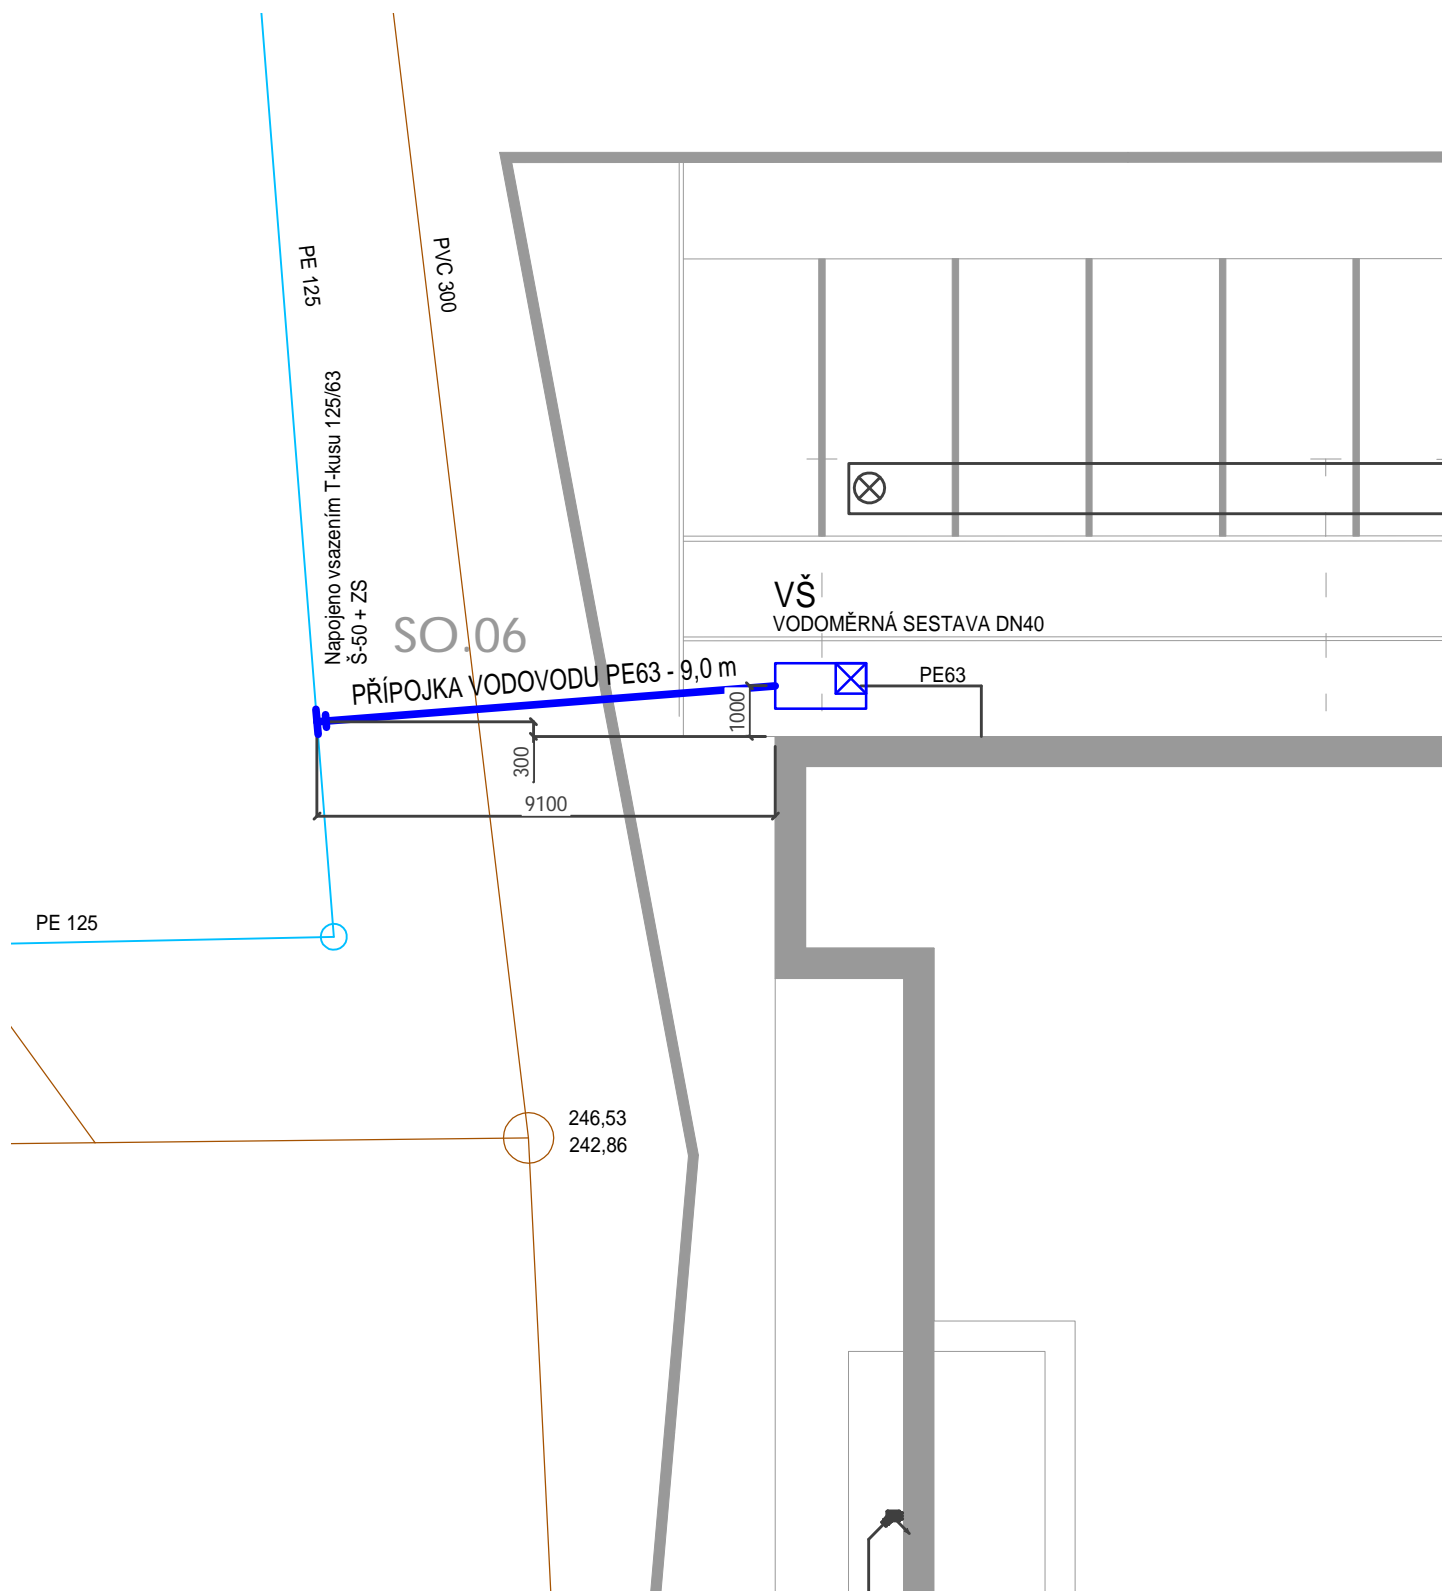 PE 125
PVC 300
Napojeno vsazením T-kusu 125/63
Š-50 + ZS
SO.06
VŠ
VODOMĚRNÁ SESTAVA DN40
PŘÍPOJKA VODOVODU PE63 - 9,0 m
PE63
1000
300
9100
PE 125
246,53
242,86